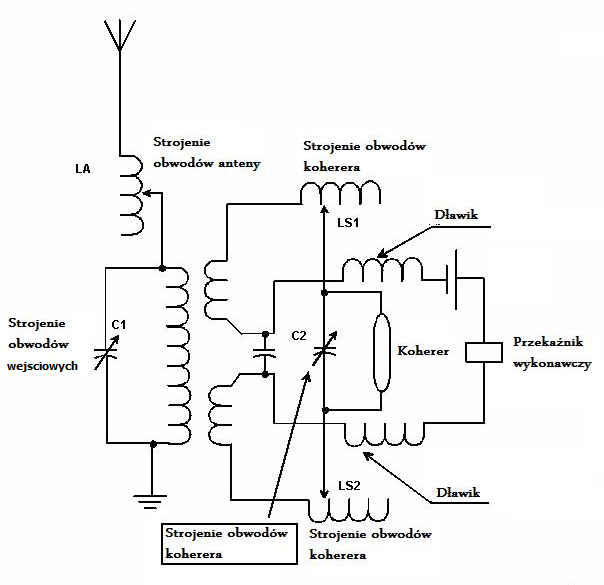 Strojenie
obwodów anteny
LA
Strojenie obwodów
koherera
LS1
Dławik
C1
C2
Strojenie
obwodów
wejsciowych
Koherer
Przekaźnik
wykonawczy
LS2
Dławik
Strojenie obwodów
koherera
Strojenie obwodów
koherera